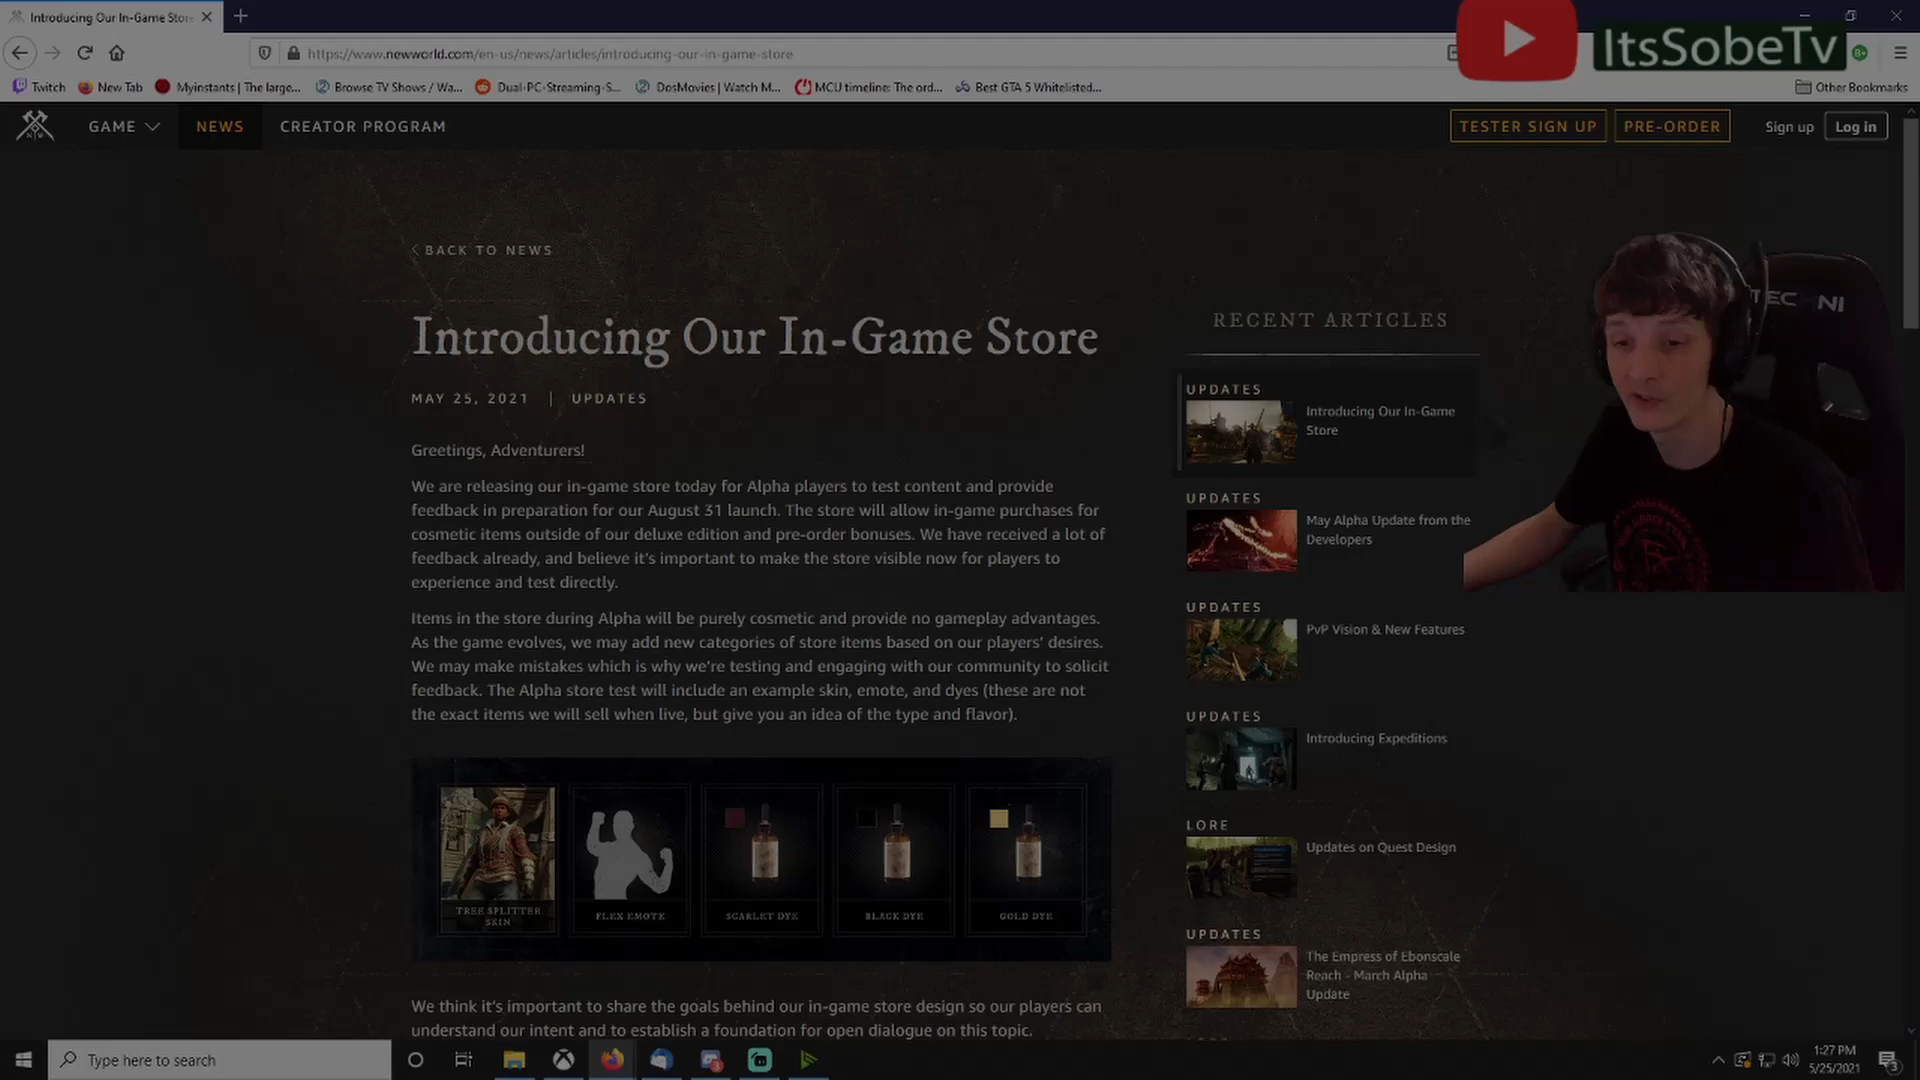 Introducing Our In-Game Store
https://www.newworld.com/en-us/news/articles/introducing-our-in-game-store
ItsSobeTv
Twitch
New Tab
Myinstants | The large...
Browse TV Shows / Wa...
Dual-PC-Streaming-S...
DosMovies | Watch M...
MCU timeline: The ord...
Best GTA 5 Whitelisted...
Other Bookmarks
GAME
NEWS
CREATOR PROGRAM
TESTER SIGN UP
PRE-ORDER
Sign up
Log in
BACK TO NEWS
Introducing Our In-Game Store
MAY 25, 2021 | UPDATES
Greetings, Adventurers!
We are releasing our in-game store today for Alpha players to test content and provide
feedback in preparation for our August 31 launch. The store will allow in-game purchases for
cosmetic items outside of our deluxe edition and pre-order bonuses. We have received a lot of
feedback already, and believe it's important to make the store visible now for players to
experience and test directly.
Items in the store during Alpha will be purely cosmetic and provide no gameplay advantages.
As the game evolves, we may add new categories of store items based on our players' desires.
We may make mistakes which is why we're testing and engaging with our community to solicit
feedback. The Alpha store test will include an example skin, emote, and dyes (these are not
the exact items we will sell when live, but give you an idea of the type and flavor).
TREE SPLITTER
SKIN
FLEX EMOTE
SCARLET DYE
BLACK DYE
GOLD DYE
We think it's important to share the goals behind our in-game store design so our players can
understand our intent and to establish a foundation for open dialogue on this topic.
RECENT ARTICLES
UPDATES
Introducing Our In-Game
Store
UPDATES
May Alpha Update from the
Developers
UPDATES
PvP Vision & New Features
UPDATES
Introducing Expeditions
LORE
Updates on Quest Design
UPDATES
The Empress of Ebonscale
Reach - March Alpha
Update
Type here to search
1:27 PM
5/25/2021